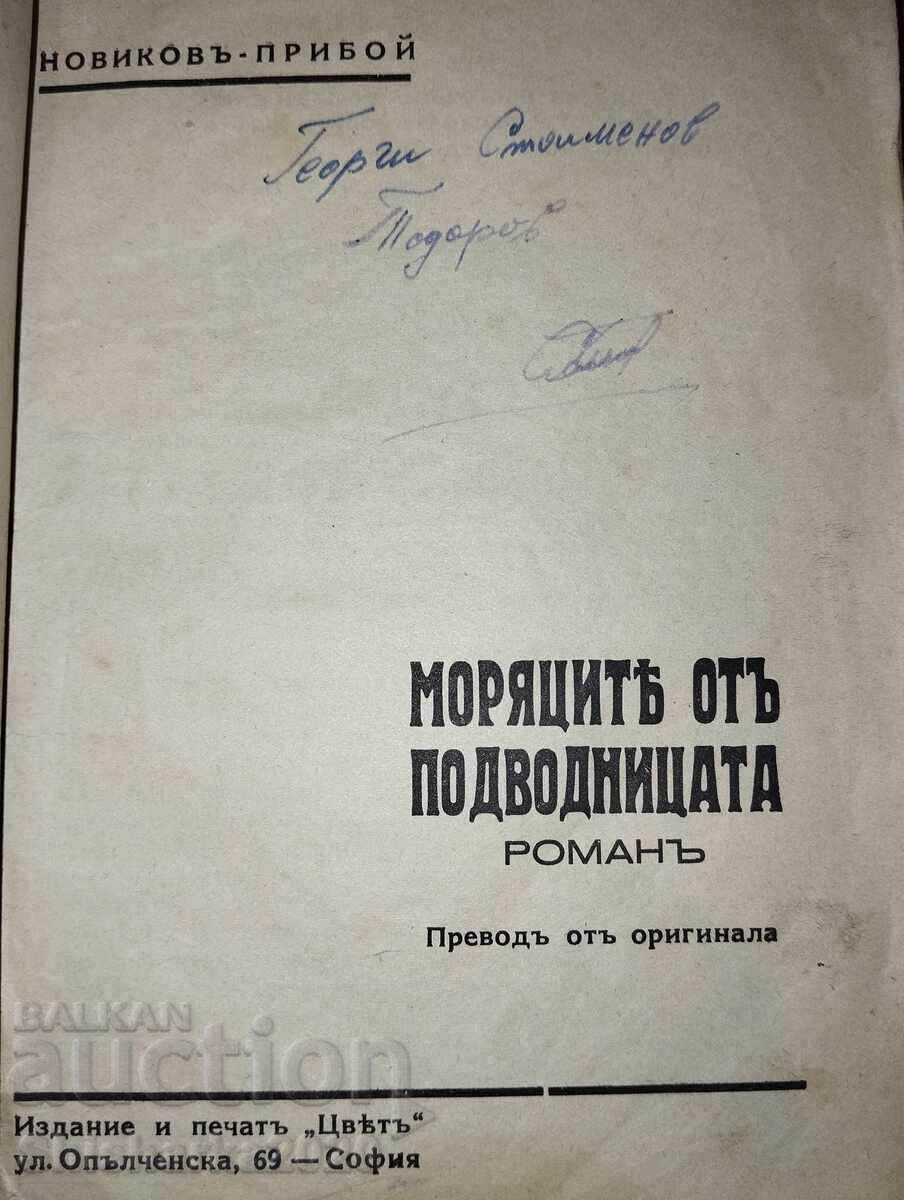 НОВИКОВЪ-ПРИБОЙ
Георги Стоименов
Тодоров
МОРЯЦИТѢ ОТЪ
ПОДВОДНИЦАТА
РОМАНЪ
Преводъ отъ оригинала
BALKAN
auction
Издание и печатъ „Цвѣтъ“
ул. Опълченска, 69 — София